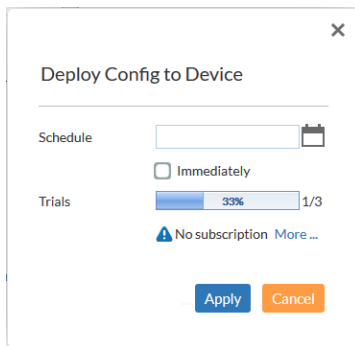 Deploy Config to Device
Schedule
Immediately
Trials 33% 1/3
No subscription More ...
Apply Cancel